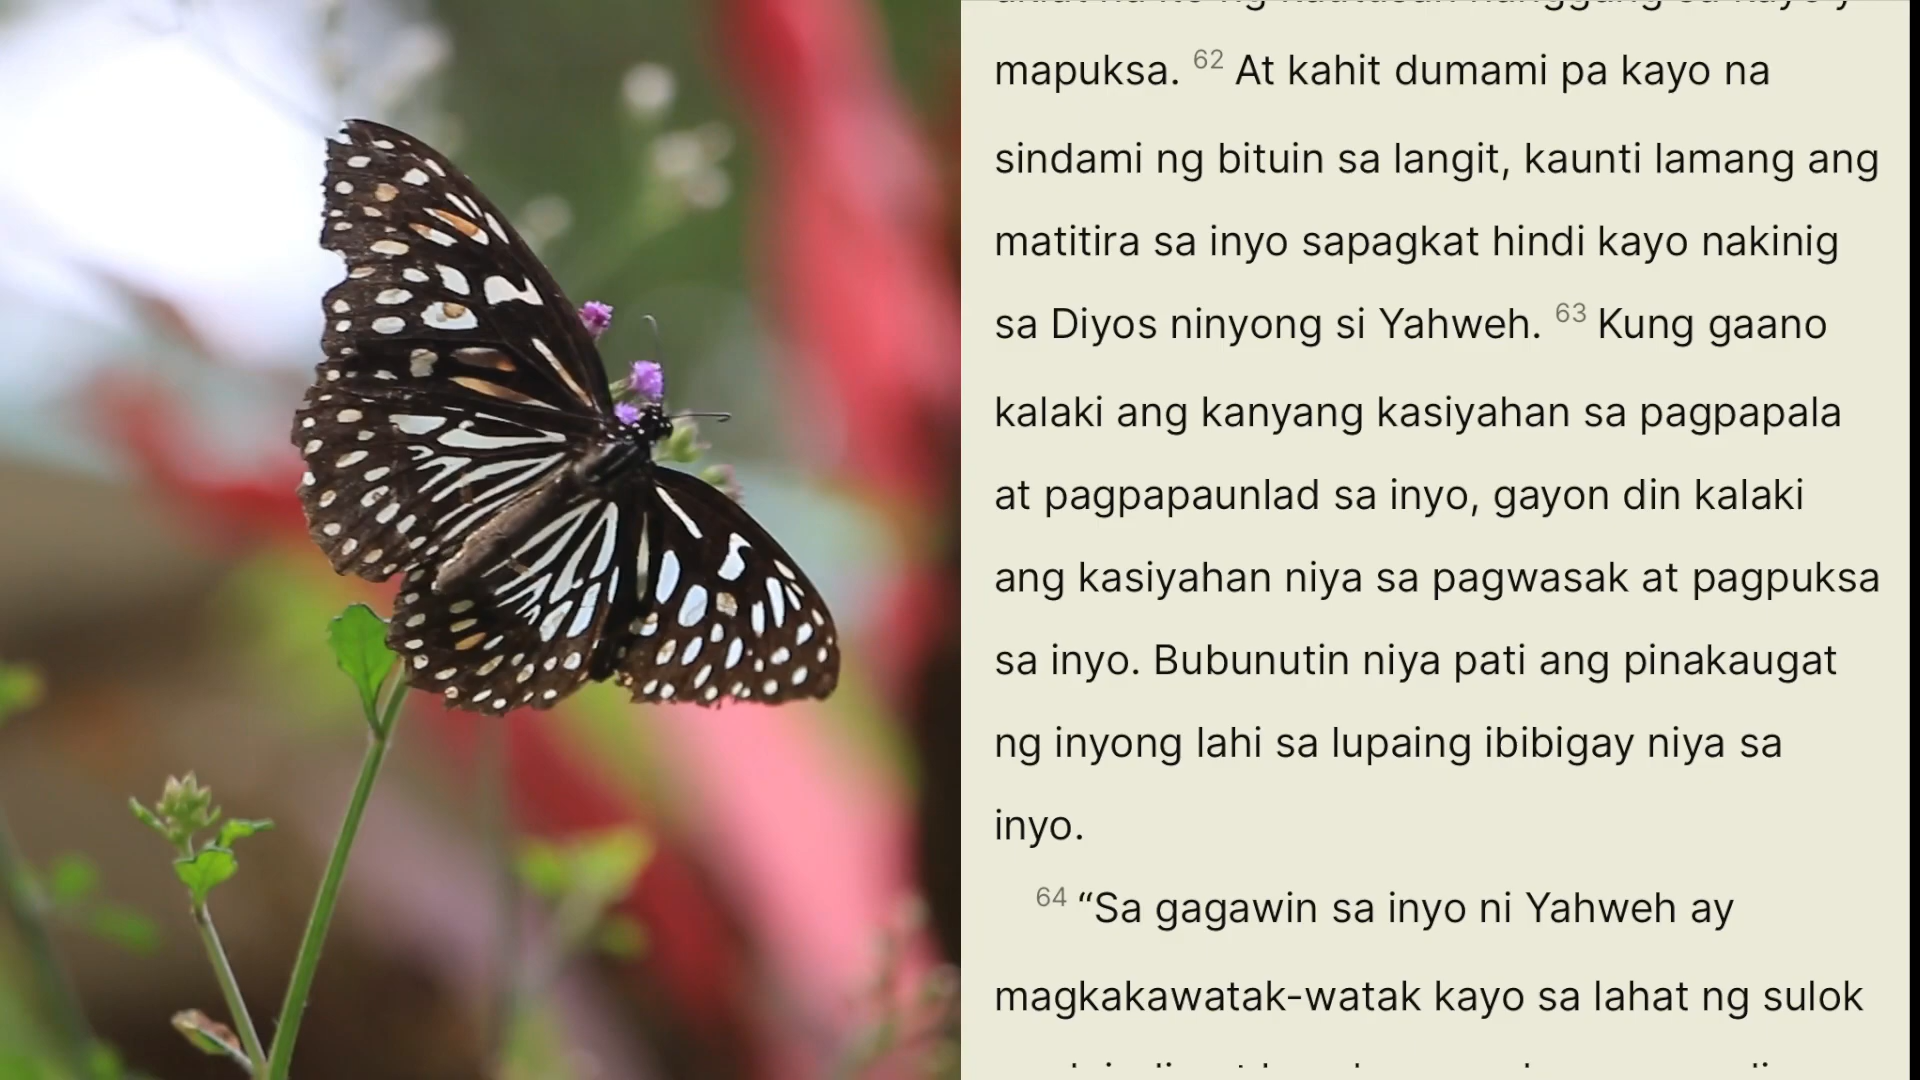 mapuksa. 62 At kahit dumami pa kayo na
sindami ng bituin sa langit, kaunti lamang ang
matitira sa inyo sapagkat hindi kayo nakinig
sa Diyos ninyong si Yahweh. 63 Kung gaano
kalaki ang kanyang kasiyahan sa pagpapala
at pagpapaunlad sa inyo, gayon din kalaki
ang kasiyahan niya sa pagwasak at pagpuksa
sa inyo. Bubunutin niya pati ang pinakaugat
ng inyong lahi sa lupaing ibibigay niya sa
inyo.
64 “Sa gagawin sa inyo ni Yahweh ay
magkakawatak-watak kayo sa lahat ng sulok